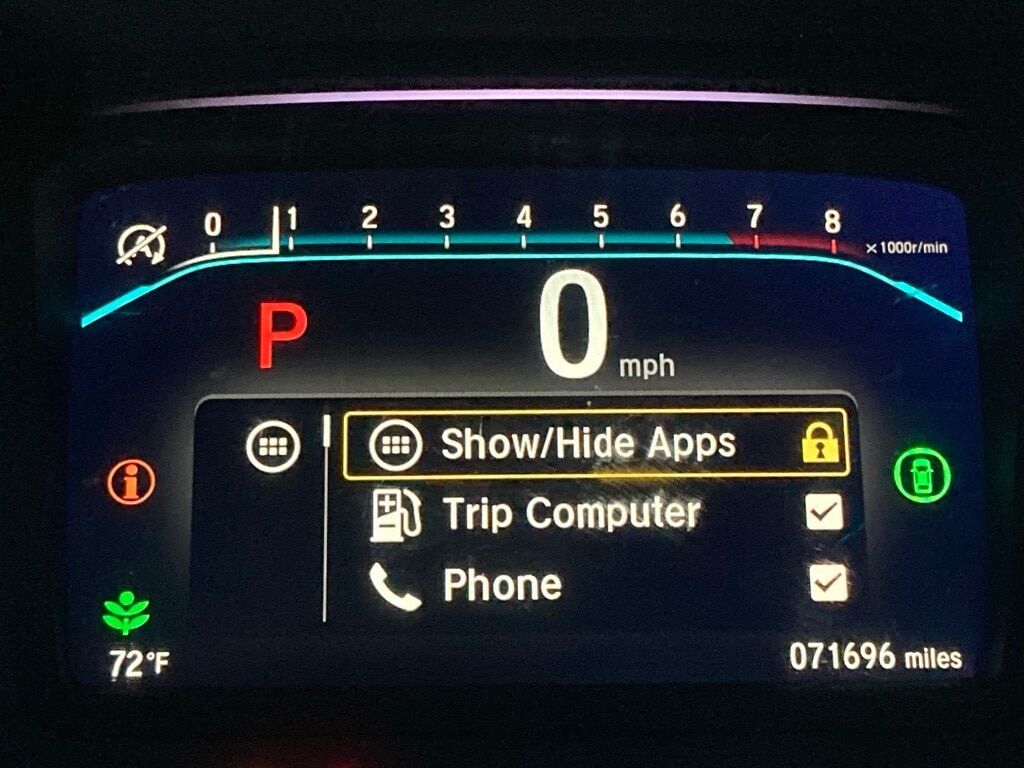 0 1 2 3 4 5 6 7 8
×1000r/min
A
P
0 mph
Show/Hide Apps
i
Trip Computer
Phone
72°F
071696 miles